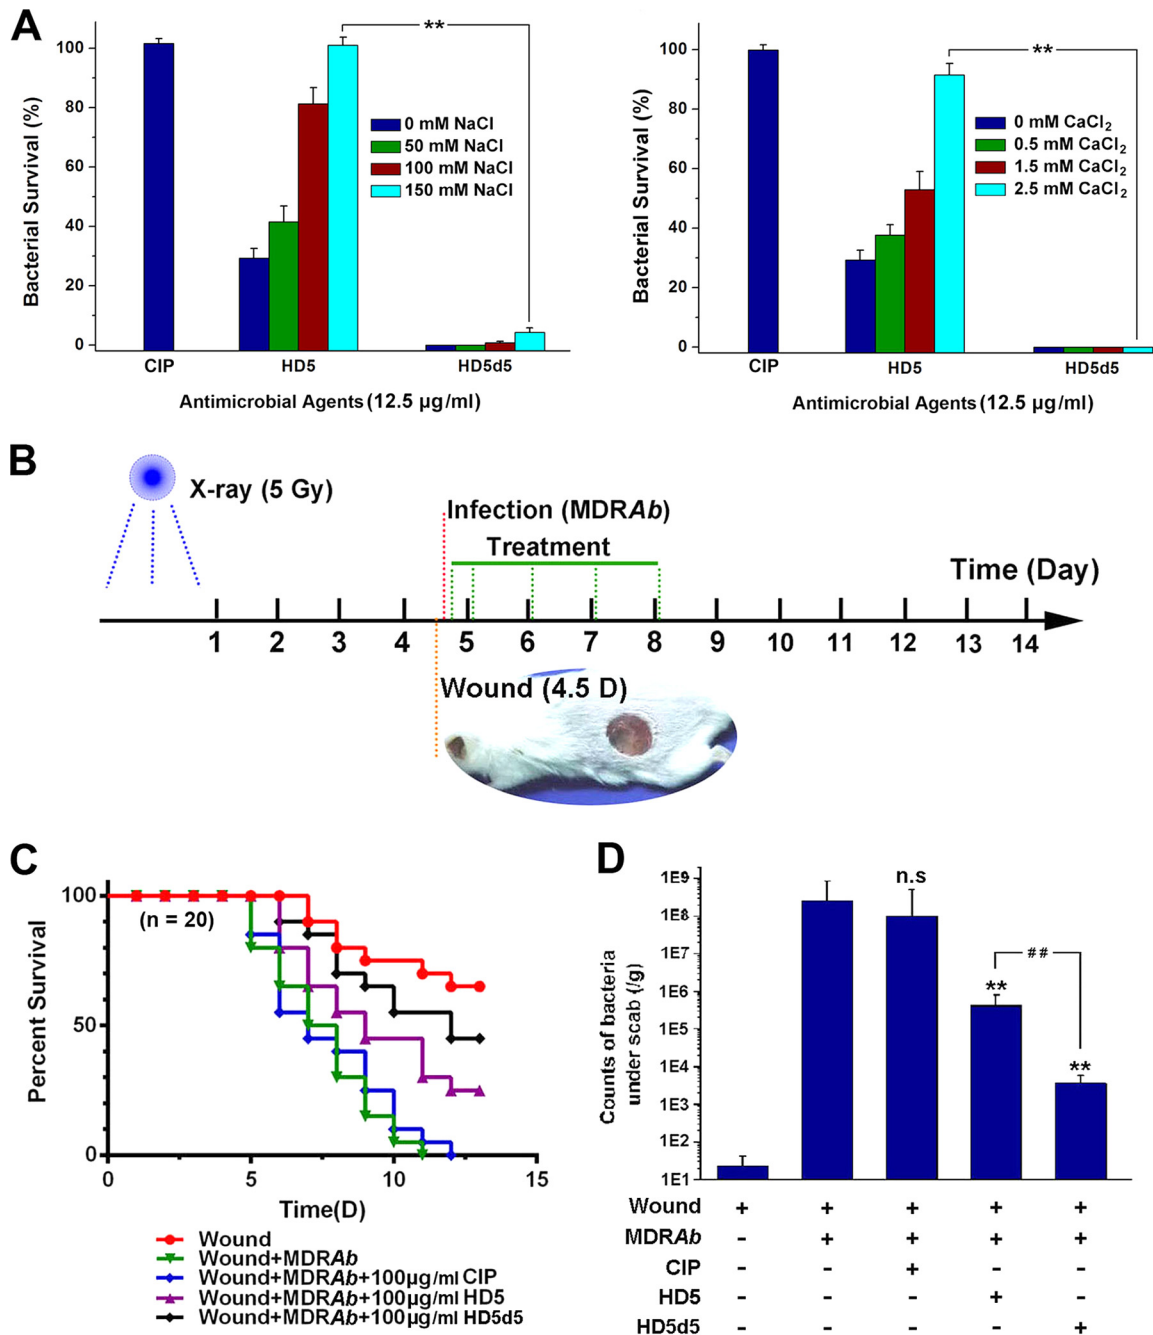 A
Bacterial Survival (%)
100
80
60
40
20
0
**
0 mM NaCl
50 mM NaCl
100 mM NaCl
150 mM NaCl
CIP
HD5
HD5d5
Antimicrobial Agents (12.5 µg/ml)
Bacterial Survival (%)
100
80
60
40
20
0
**
0 mM CaCl₂
0.5 mM CaCl₂
1.5 mM CaCl₂
2.5 mM CaCl₂
CIP
HD5
HD5d5
Antimicrobial Agents (12.5 µg/ml)
B
X-ray (5 Gy)
Infection (MDRAb)
Treatment
Time (Day)
1 2 3 4 5 6 7 8 9 10 11 12 13 14
Wound (4.5 D)
C
Percent Survival
100
50
0
(n = 20)
0 5 10 15
Time(D)
Wound
Wound+MDRAb
Wound+MDRAb+100µg/ml CIP
Wound+MDRAb+100µg/ml HD5
Wound+MDRAb+100µg/ml HD5d5
D
Counts of bacteria
under scab (/g)
1E9
1E8
1E7
1E6
1E5
1E4
1E3
1E2
1E1
n.s
##
**
**
Wound + + + + +
MDRAb - + + + +
CIP - - + - -
HD5 - - - + -
HD5d5 - - - - +